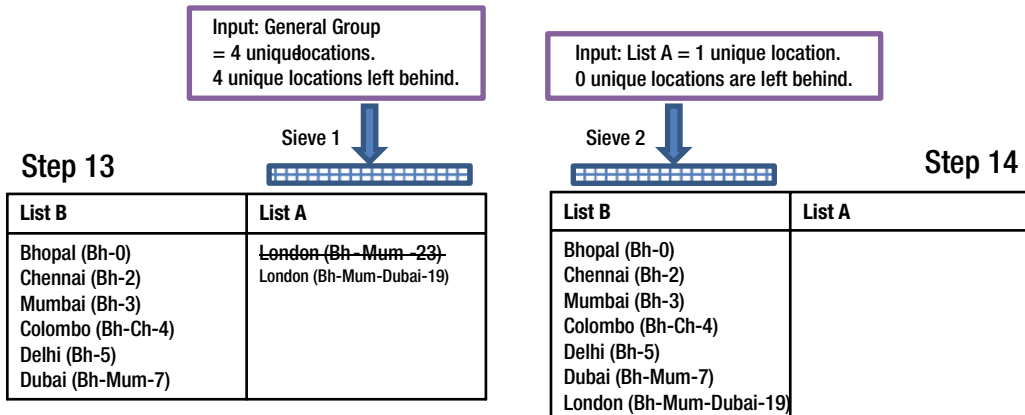 Input: General Group
= 4 uniquelocations.
4 unique locations left behind.
Sieve 1
Step 13
List B
List A
Bhopal (Bh-0)
Chennai (Bh-2)
Mumbai (Bh-3)
Colombo (Bh-Ch-4)
Delhi (Bh-5)
Dubai (Bh-Mum-7)
London (Bh-Mum -23)
London (Bh-Mum-Dubai-19)
Input: List A = 1 unique location.
0 unique locations are left behind.
Sieve 2
Step 14
List B
List A
Bhopal (Bh-0)
Chennai (Bh-2)
Mumbai (Bh-3)
Colombo (Bh-Ch-4)
Delhi (Bh-5)
Dubai (Bh-Mum-7)
London (Bh-Mum-Dubai-19)